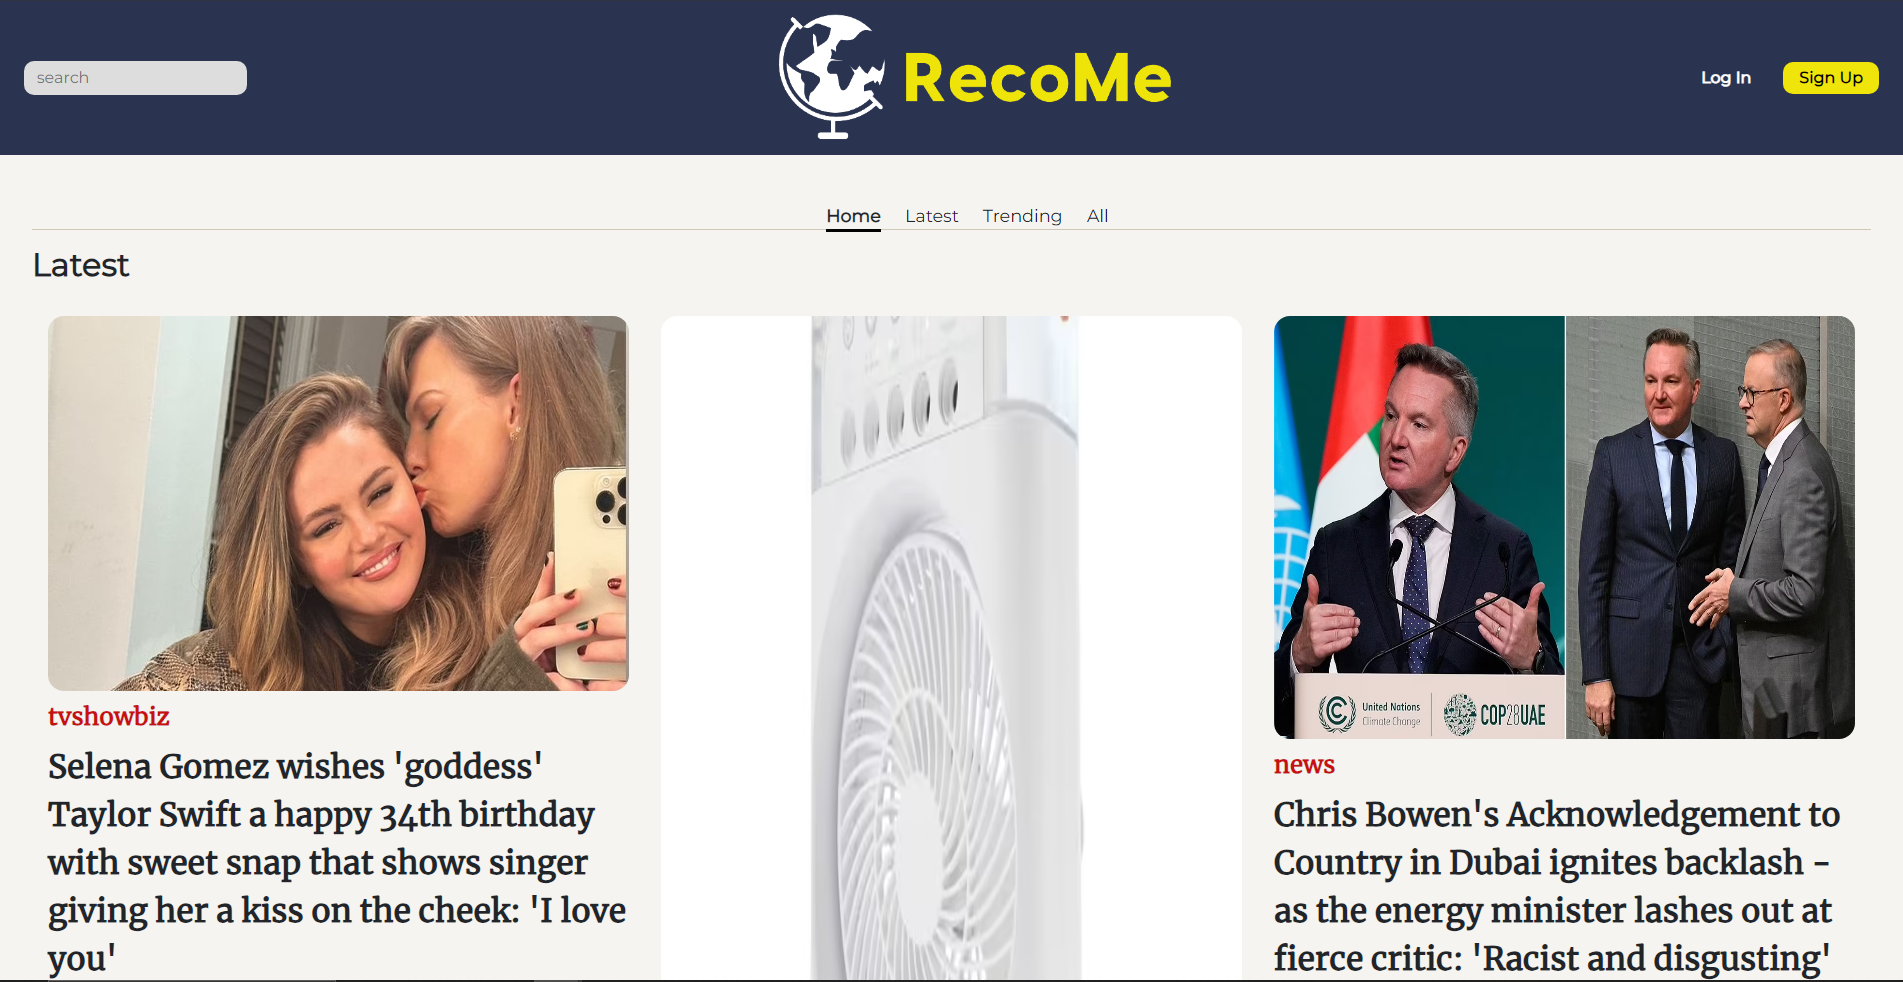 search
RecoMe
Log In
Sign Up
Home
Latest
Trending
All
Latest
tvshowbiz
Selena Gomez wishes 'goddess'
Taylor Swift a happy 34th birthday
with sweet snap that shows singer
giving her a kiss on the cheek: 'I love
you'
United Nations
Climate Change
COP28UAE
news
Chris Bowen's Acknowledgement to
Country in Dubai ignites backlash -
as the energy minister lashes out at
fierce critic: 'Racist and disgusting'